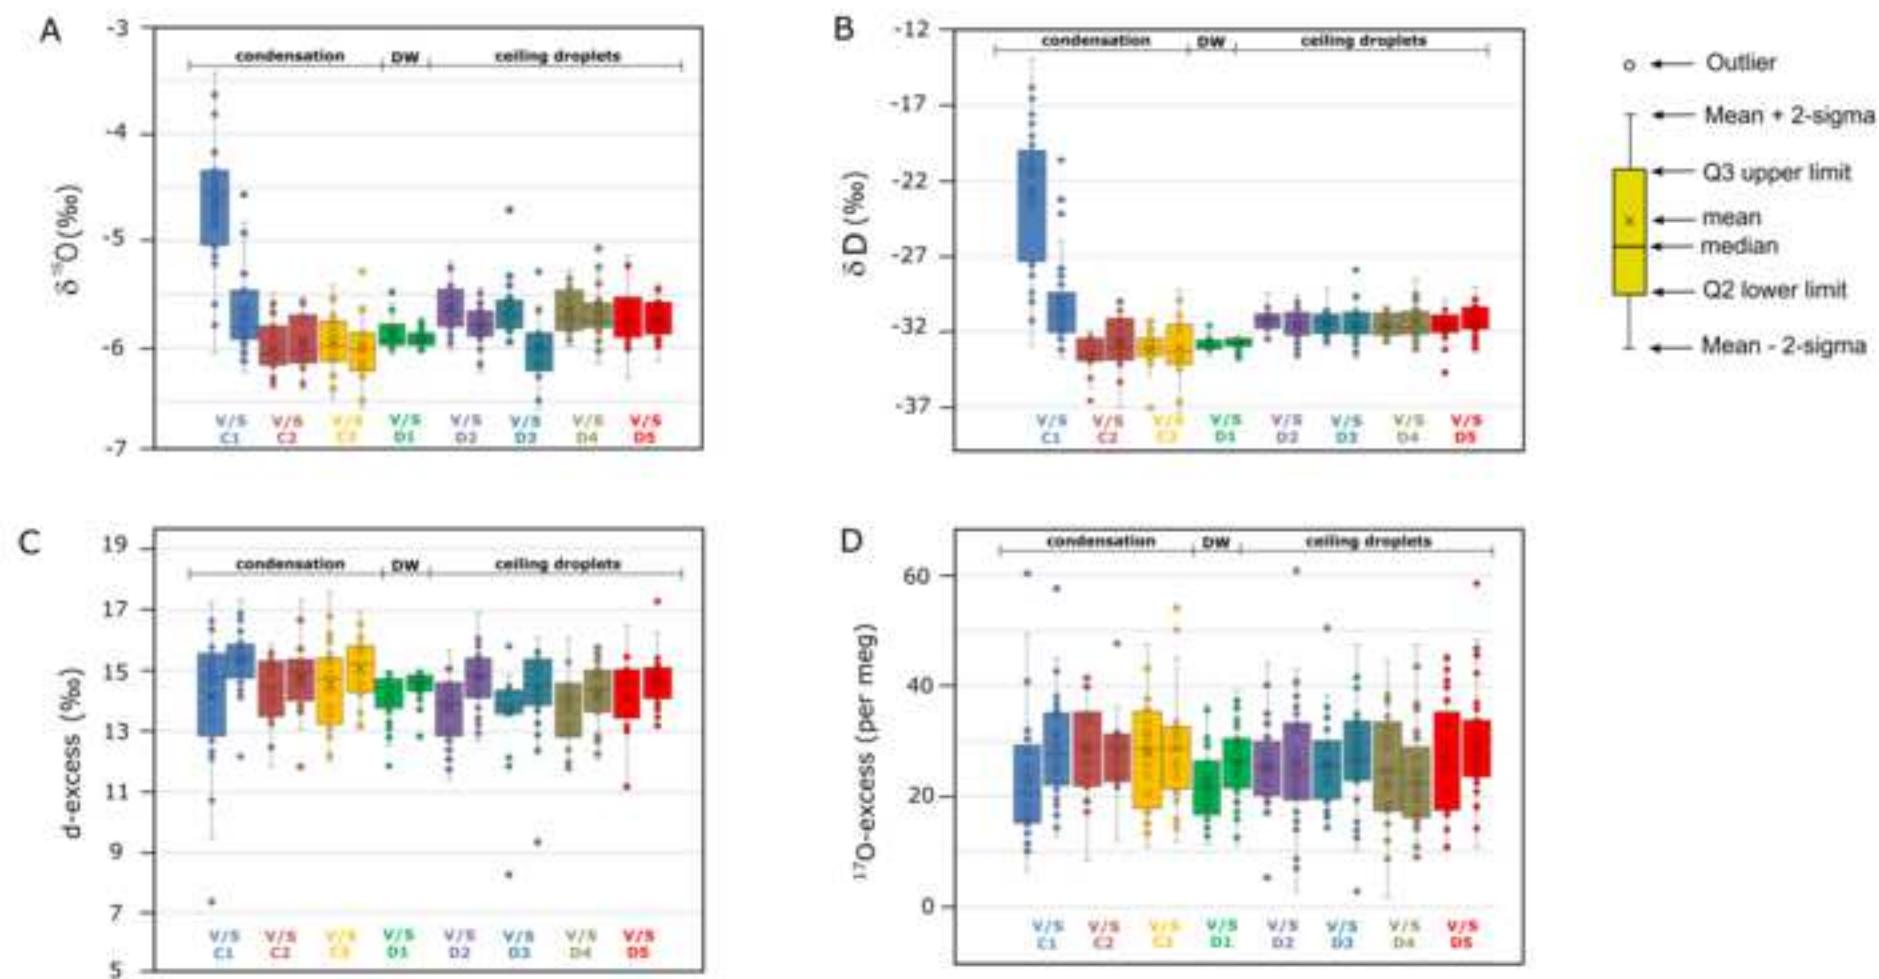 A
-3
-4
-5
-6
-7
δ¹⁸O (‰)
condensation DW ceiling droplets
V/S V/S V/S V/S V/S V/S V/S V/S
C1 C2 C3 D1 D2 D3 D4 D5
B
-12
-17
-22
-27
-32
-37
δD (‰)
condensation DW ceiling droplets
V/S V/S V/S V/S V/S V/S V/S V/S
C1 C2 C3 D1 D2 D3 D4 D5
Outlier
Mean + 2-sigma
Q3 upper limit
mean
median
Q2 lower limit
Mean - 2-sigma
C
19
17
15
13
11
9
7
5
d-excess (‰)
condensation DW ceiling droplets
V/S V/S V/S V/S V/S V/S V/S V/S
C1 C2 C3 D1 D2 D3 D4 D5
D
60
40
20
0
¹⁷O-excess (per meg)
condensation DW ceiling droplets
V/S V/S V/S V/S V/S V/S V/S V/S
C1 C2 C3 D1 D2 D3 D4 D5